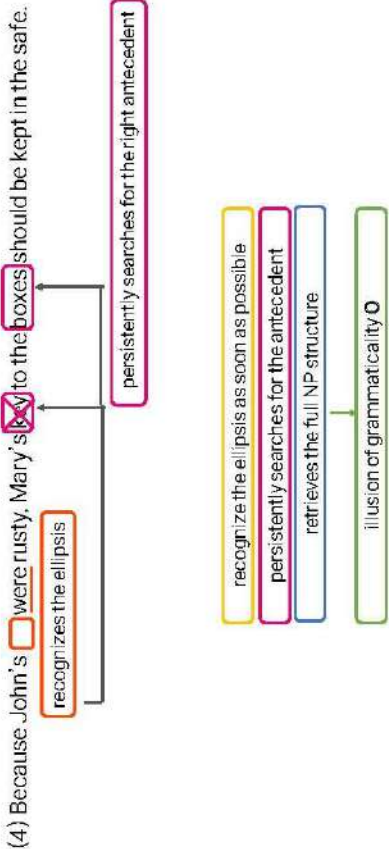 (4) Because John's were rusty, Mary's key to the boxes should be kept in the safe.
recognizes the ellipsis
persistently searches for the right antecedent
recognize the ellipsis as soon as possible
persistently searches for the antecedent
retrieves the full NP structure
illusion of grammaticality O